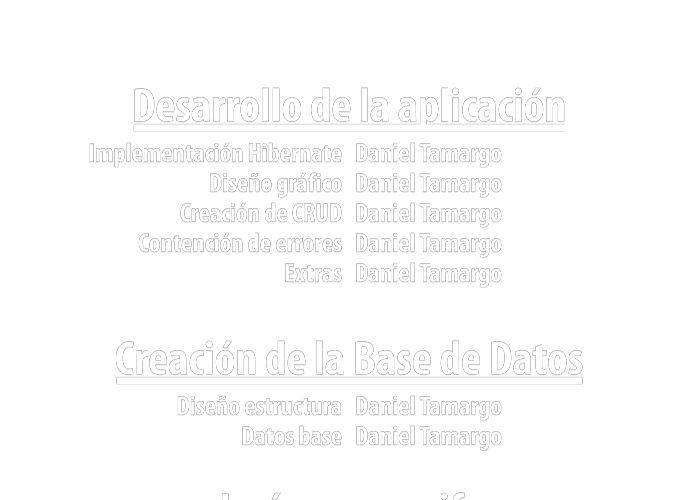 Desarrollo de la aplicación
Implementación Hibernate Daniel Tamargo
Diseño gráfico Daniel Tamargo
Creación de CRUD Daniel Tamargo
Contención de errores Daniel Tamargo
Extras Daniel Tamargo
Creación de la Base de Datos
Diseño estructura Daniel Tamargo
Datos base Daniel Tamargo